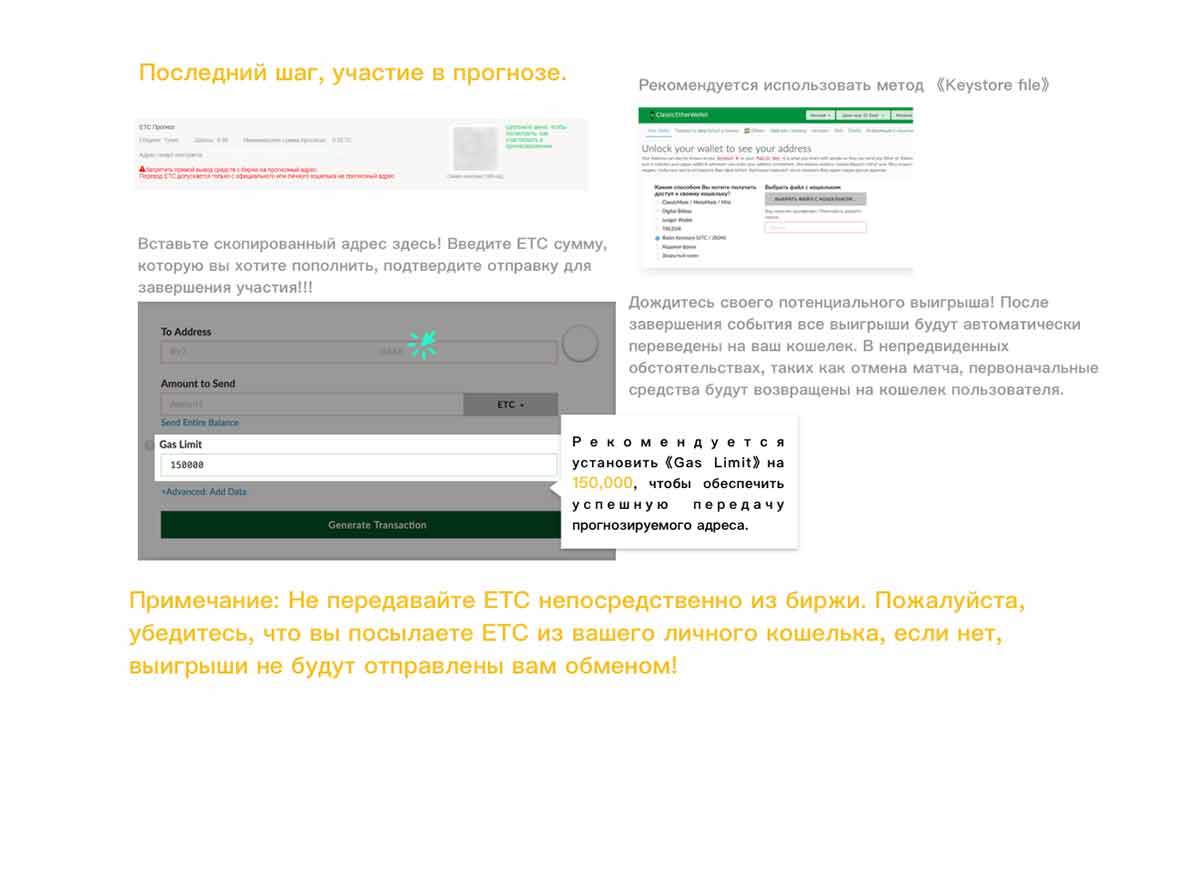 Последний шаг, участие в прогнозе.
ETC Прогноз
Запретить прямой вывод средств с биржи на прогнозный адрес.
Перевод ETC допускается только с официального или личного кошелька на прогнозный адрес
Вставьте скопированный адрес здесь! Введите ETC сумму,
которую вы хотите пополнить, подтвердите отправку для
завершения участия!!!
To Address
Amount to Send
Amount
ETC
Send Entire Balance
Gas Limit
150000
+Advanced: Add Data
Generate Transaction
Рекомендуется
установить《Gas Limit》на
150,000, чтобы обеспечить
успешную передачу
прогнозируемого адреса.
Рекомендуется использовать метод 《Keystore file》
ClassicEtherWallet
Unlock your wallet to see your address
Каким способом Вы хотите получить
доступ к своему кошельку?
ClassicMask / MetaMask / Mist
Digital Bitbox
Ledger Wallet
TREZOR
Файл Keystore (UTC / JSON)
Кодовая фраза
Закрытый ключ
Выбрать файл с кошельком
ВЫБРАТЬ ФАЙЛ С КОШЕЛЬКОМ...
Дождитесь своего потенциального выигрыша! После
завершения события все выигрыши будут автоматически
переведены на ваш кошелек. В непредвиденных
обстоятельствах, таких как отмена матча, первоначальные
средства будут возвращены на кошелек пользователя.
Примечание: Не передавайте ETC непосредственно из биржи. Пожалуйста,
убедитесь, что вы посылаете ETC из вашего личного кошелька, если нет,
выигрыши не будут отправлены вам обменом!